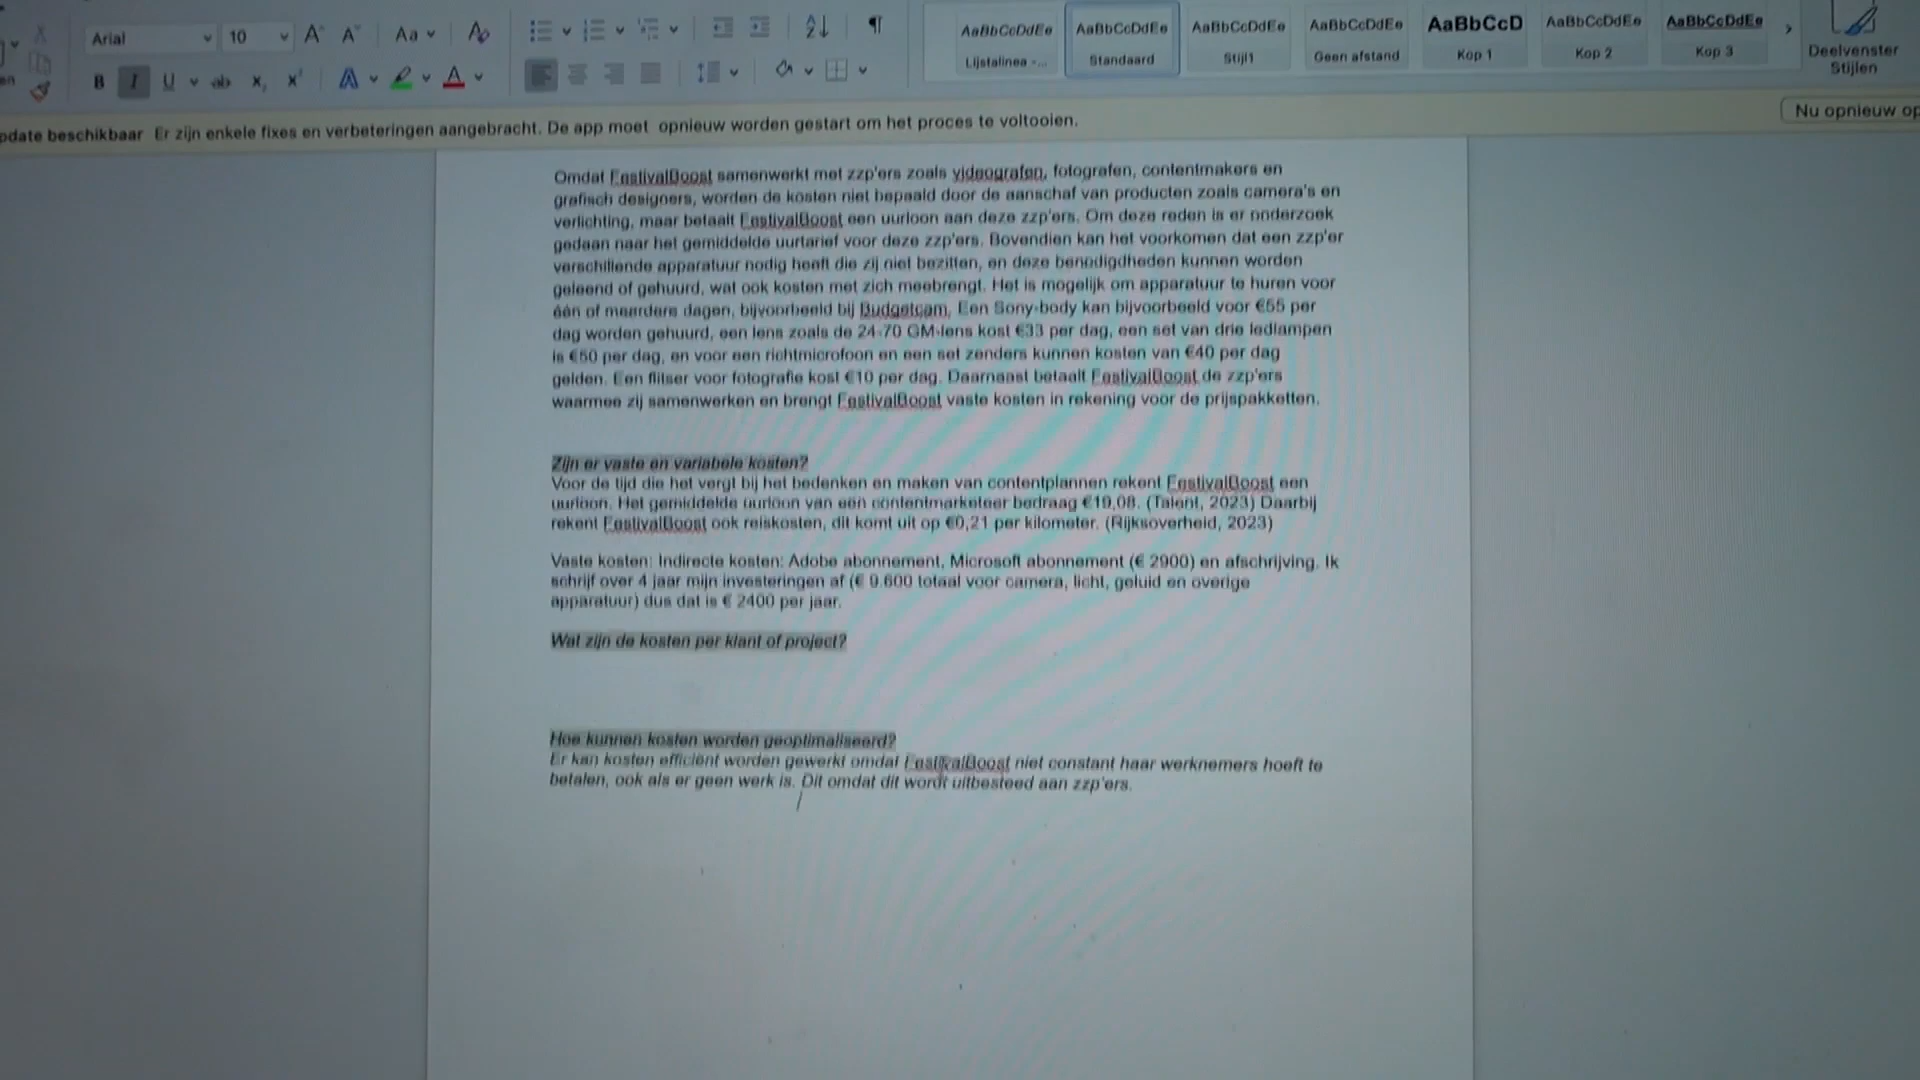 Arial
10
Aa
B I U ab x x
AaBbCcDdEe AaBbCcDdEe AaBbCcDdEe AaBbCcDdEe AaBbCcD AaBbCcDdEe AaBbCcDdEe
Lijstalinea -... Standaard Stijl1 Geen afstand Kop 1 Kop 2 Kop 3
Deelvenster
Stijlen
pdate beschikbaar Er zijn enkele fixes en verbeteringen aangebracht. De app moet opnieuw worden gestart om het proces te voltooien.
Nu opnieuw op
Omdat FestivalBoost samenwerkt met zzp'ers zoals videografen, fotografen, contentmakers en
grafisch designers, worden de kosten niet bepaald door de aanschaf van producten zoals camera's en
verlichting, maar betaalt FestivalBoost een uurloon aan deze zzp'ers. Om deze reden is er onderzoek
gedaan naar het gemiddelde uurtarief voor deze zzp'ers. Bovendien kan het voorkomen dat een zzp'er
verschillende apparatuur nodig heeft die zij niet bezitten, en deze benodigdheden kunnen worden
geleend of gehuurd, wat ook kosten met zich meebrengt. Het is mogelijk om apparatuur te huren voor
één of meerdere dagen, bijvoorbeeld bij Budgetcam. Een Sony-body kan bijvoorbeeld voor €55 per
dag worden gehuurd, een lens zoals de 24-70 GM-lens kost €33 per dag, een set van drie ledlampen
is €50 per dag, en voor een richtmicrofoon en een set zenders kunnen kosten van €40 per dag
gelden. Een flitser voor fotografie kost €10 per dag. Daarnaast betaalt FestivalBoost de zzp'ers
waarmee zij samenwerken en brengt FestivalBoost vaste kosten in rekening voor de prijspakketten.
Zijn er vaste en variabele kosten?
Voor de tijd die het vergt bij het bedenken en maken van contentplannen rekent FestivalBoost een
uurloon. Het gemiddelde uurloon van een contentmarketeer bedraag €19,08. (Talent, 2023) Daarbij
rekent FestivalBoost ook reiskosten, dit komt uit op €0,21 per kilometer. (Rijksoverheid, 2023)
Vaste kosten: Indirecte kosten: Adobe abonnement, Microsoft abonnement (€ 2900) en afschrijving. Ik
schrijf over 4 jaar mijn investeringen af (€ 9.600 totaal voor camera, licht, geluid en overige
apparatuur) dus dat is € 2400 per jaar.
Wat zijn de kosten per klant of project?
Hoe kunnen kosten worden geoptimaliseerd?
Er kan kosten efficiënt worden gewerkt omdat FestivalBoost niet constant haar werknemers hoeft te
betalen, ook als er geen werk is. Dit omdat dit wordt uitbesteed aan zzp'ers.